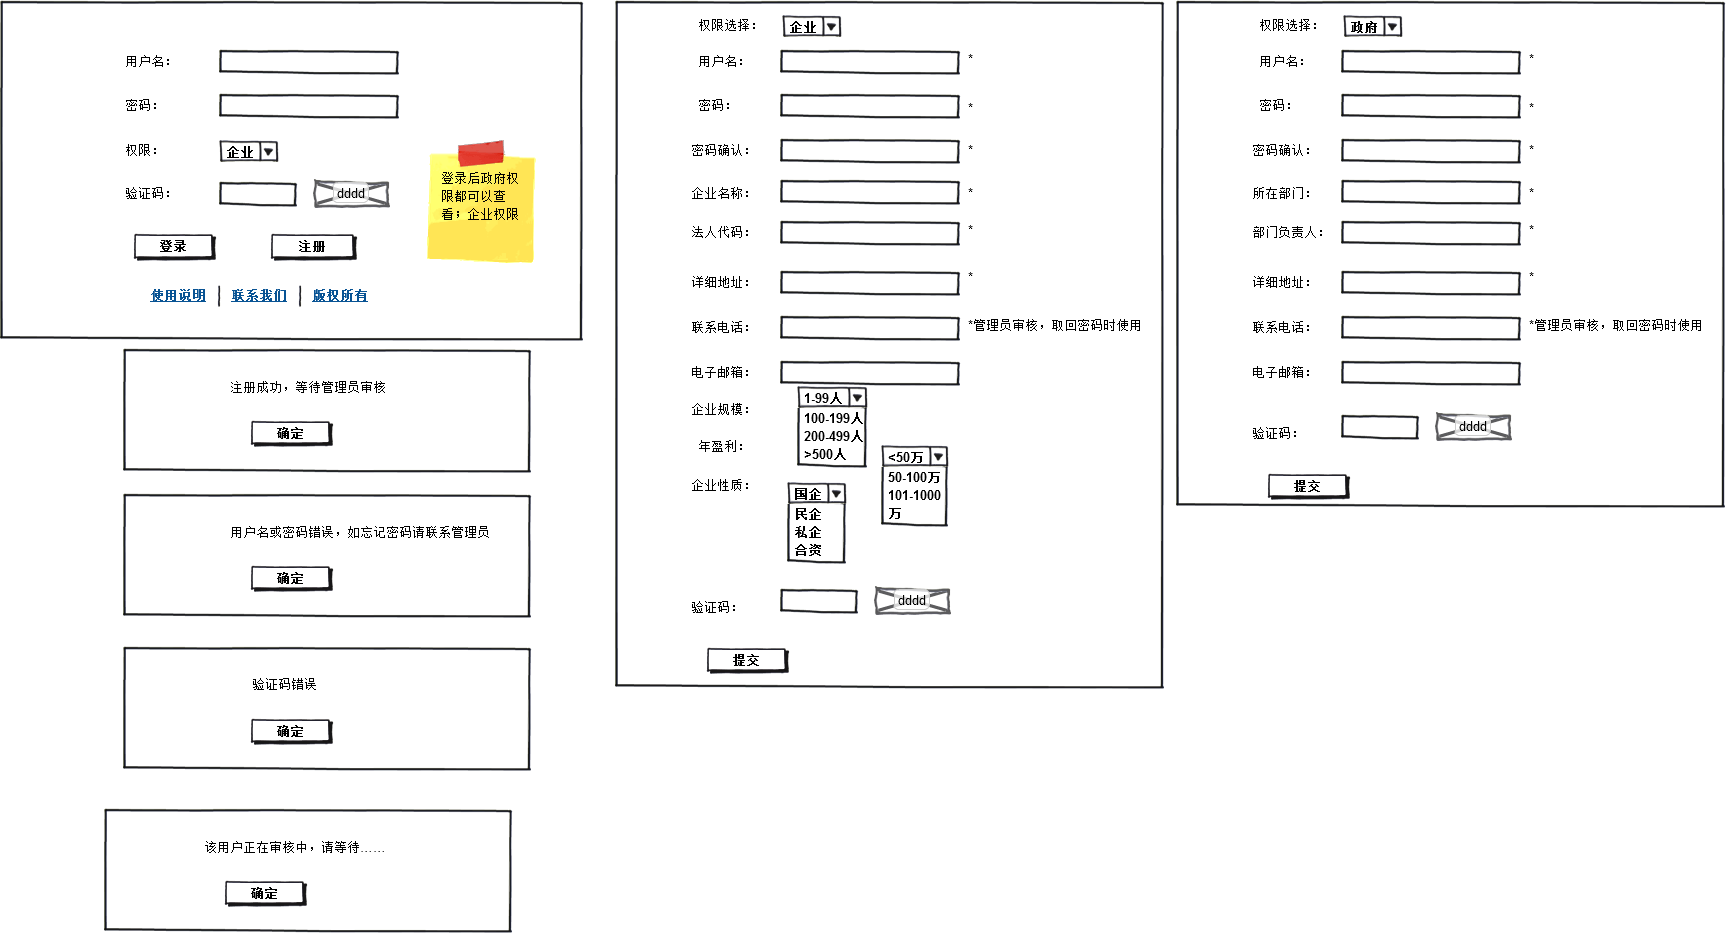 用户名：
密码：
权限：
企业
验证码：
dddd
登录
注册
使用说明
联系我们
版权所有
登录后政府权
限都可以查
看；企业权限
注册成功，等待管理员审核
确定
用户名或密码错误，如忘记密码请联系管理员
确定
验证码错误
确定
该用户正在审核中，请等待……
确定
权限选择：
企业
用户名：
*
密码：
*
密码确认：
*
企业名称：
*
法人代码：
*
详细地址：
*
联系电话：
*管理员审核，取回密码时使用
电子邮箱：
企业规模：
1-99人
100-199人
200-499人
>500人
年盈利：
<50万
50-100万
101-1000
万
企业性质：
国企
民企
私企
合资
验证码：
dddd
提交
权限选择：
政府
用户名：
*
密码：
*
密码确认：
*
所在部门：
*
部门负责人：
*
详细地址：
*
联系电话：
*管理员审核，取回密码时使用
电子邮箱：
验证码：
dddd
提交